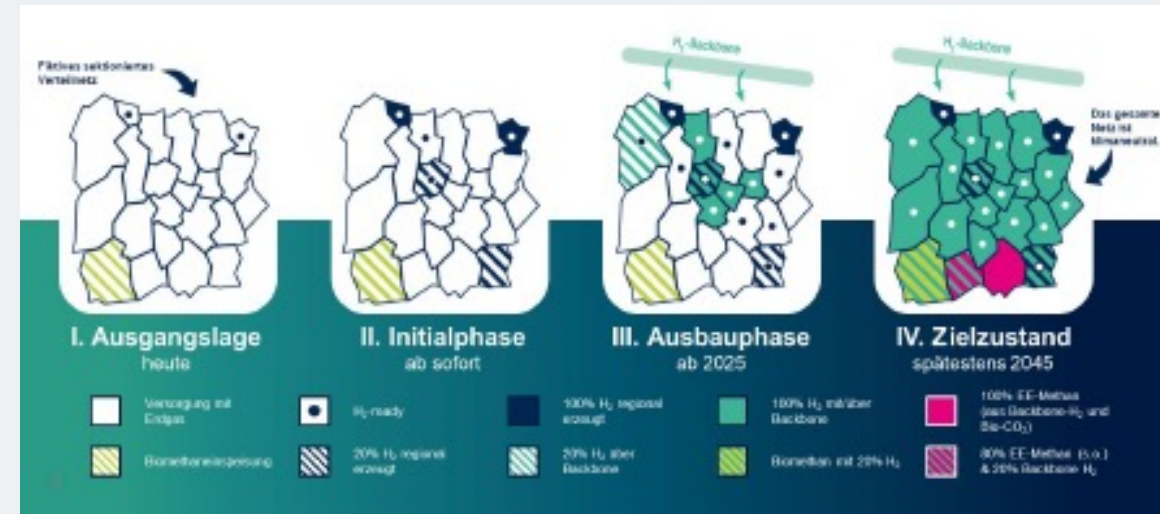 Fiktives sektioniertes
Verteilnetz
H₂-Backbone
H₂-Backbone
Das gesamte
Netz ist
klimaneutral.
I. Ausgangslage
heute
II. Initialphase
ab sofort
III. Ausbauphase
ab 2025
IV. Zielzustand
spätestens 2045
Versorgung mit
Erdgas
H₂-ready
100% H₂ regional
erzeugt
100% H₂ mit/über
Backbone
100% EE-Methan
(aus Backbone-H₂ und
Bio-CO₂)
Biomethaneinspeisung
20% H₂ regional
erzeugt
20% H₂ über
Backbone
Biomethan mit 20% H₂
80% EE-Methan (s.o.)
& 20% Backbone H₂